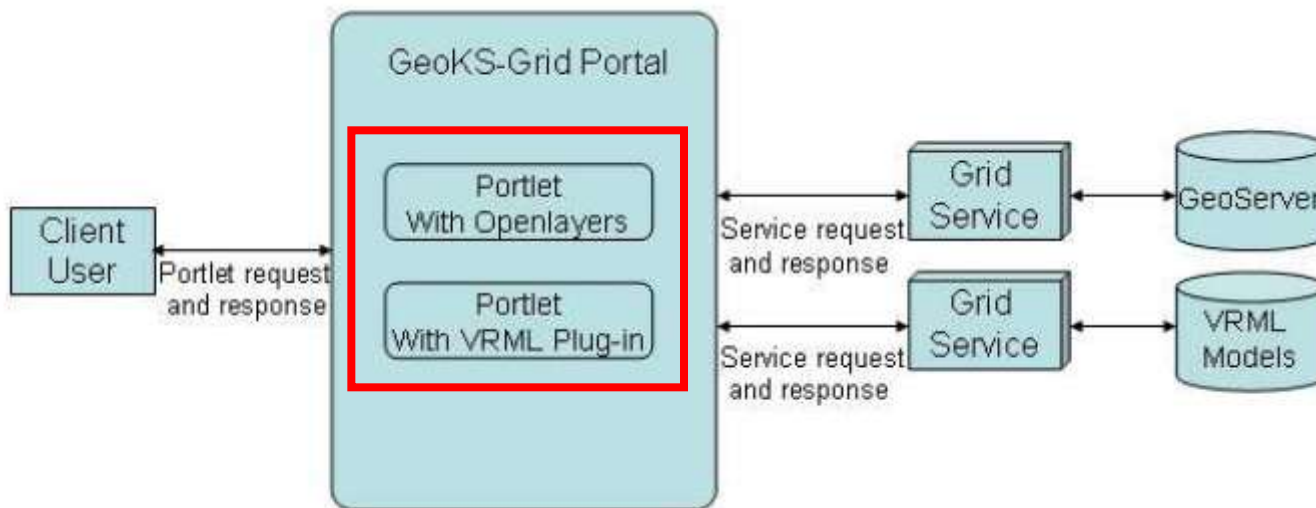 GeoKS-Grid Portal
Client
User
Portlet request
and response
Portlet
With Openlayers
Portlet
With VRML Plug-in
Service request
and response
Grid
Service
GeoServer
Service request
and response
Grid
Service
VRML
Models